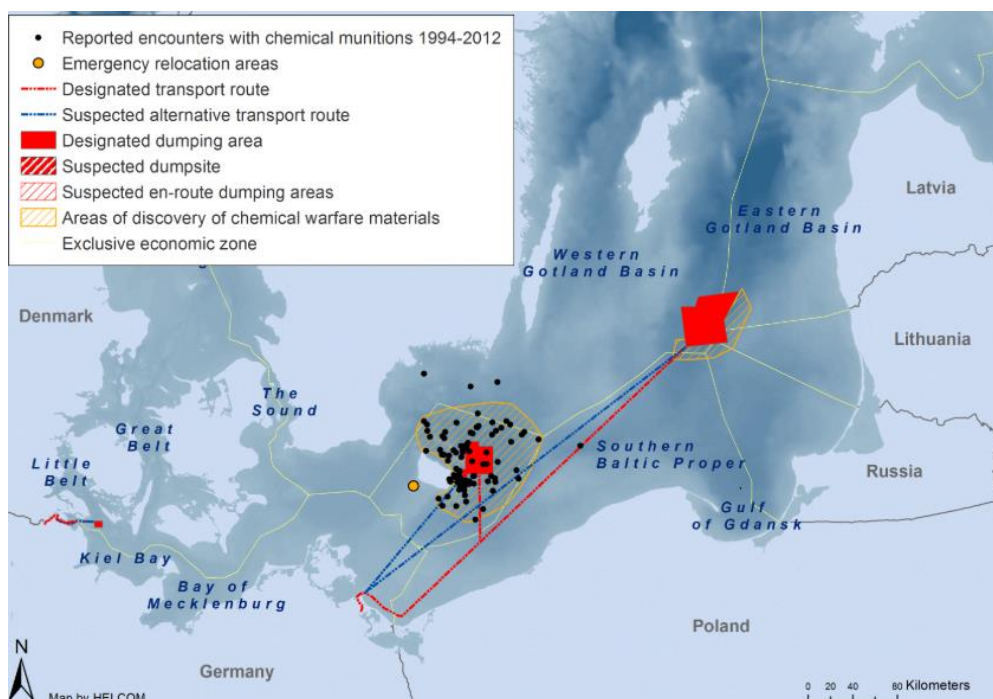 Reported encounters with chemical munitions 1994-2012
Emergency relocation areas
Designated transport route
Suspected alternative transport route
Designated dumping area
Suspected dumpsite
Suspected en-route dumping areas
Areas of discovery of chemical warfare materials
Exclusive economic zone
Latvia
Eastern
Gotland Basin
Western
Gotland Basin
Denmark
Lithuania
The
Sound
Great
Belt
Southern
Baltic Proper
Little
Belt
Russia
Gulf
of Gdansk
Kiel Bay
Bay of
Mecklenburg
Poland
N
Germany
Map by HELCOM
0 20 40 80 Kilometers